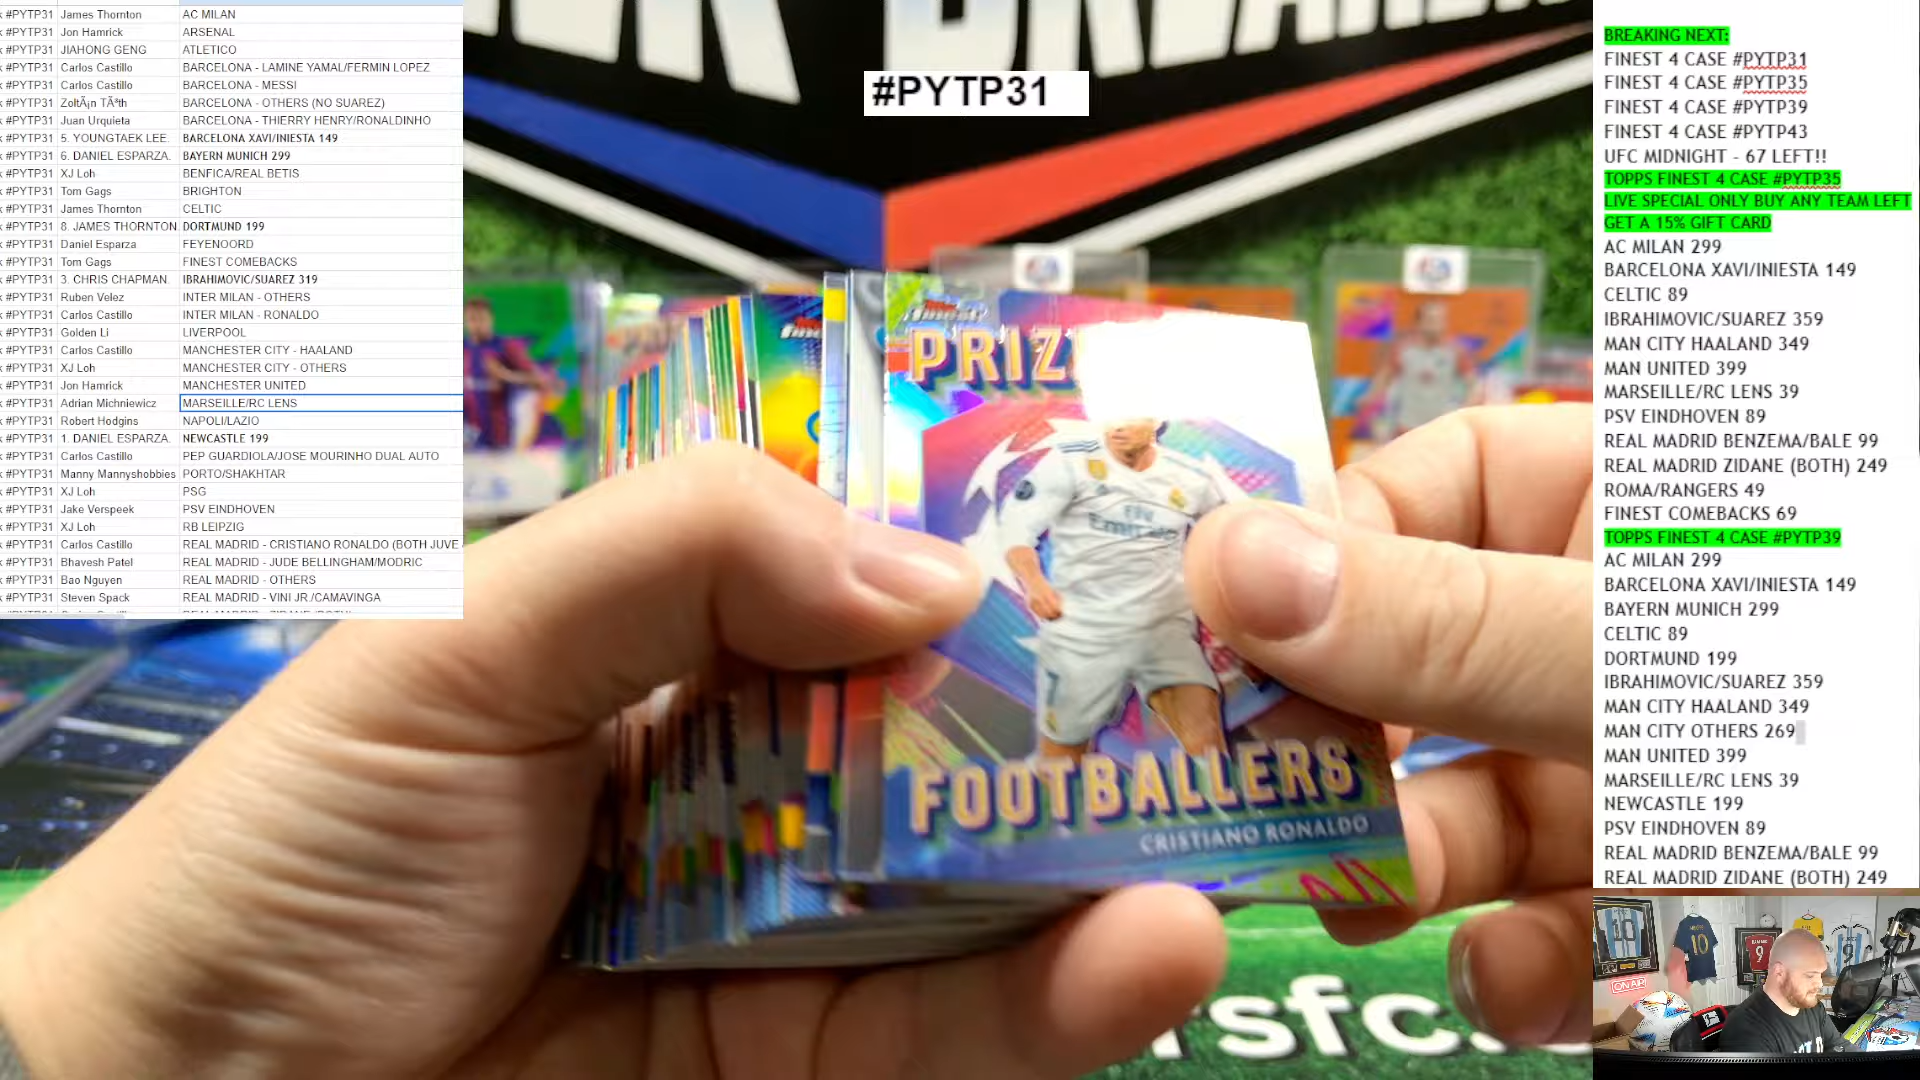 #PYTP31 James Thornton AC MILAN
#PYTP31 Jon Hamrick ARSENAL
#PYTP31 JIAHONG GENG ATLETICO
#PYTP31 Carlos Castillo BARCELONA - LAMINE YAMAL/FERMIN LOPEZ
#PYTP31 Carlos Castillo BARCELONA - MESSI
#PYTP31 ZoltÃ¡n TÃ³th BARCELONA - OTHERS (NO SUAREZ)
#PYTP31 Juan Urquieta BARCELONA - THIERRY HENRY/RONALDINHO
#PYTP31 5. YOUNGTAEK LEE. BARCELONA XAVI/INIESTA 149
#PYTP31 6. DANIEL ESPARZA. BAYERN MUNICH 299
#PYTP31 XJ Loh BENFICA/REAL BETIS
#PYTP31 Tom Gags BRIGHTON
#PYTP31 James Thornton CELTIC
#PYTP31 8. JAMES THORNTON. DORTMUND 199
#PYTP31 Daniel Esparza FEYENOORD
#PYTP31 Tom Gags FINEST COMEBACKS
#PYTP31 3. CHRIS CHAPMAN. IBRAHIMOVIC/SUAREZ 319
#PYTP31 Ruben Velez INTER MILAN - OTHERS
#PYTP31 Carlos Castillo INTER MILAN - RONALDO
#PYTP31 Golden Li LIVERPOOL
#PYTP31 Carlos Castillo MANCHESTER CITY - HAALAND
#PYTP31 XJ Loh MANCHESTER CITY - OTHERS
#PYTP31 Jon Hamrick MANCHESTER UNITED
#PYTP31 Adrian Michniewicz MARSEILLE/RC LENS
#PYTP31 Robert Hodgins NAPOLI/LAZIO
#PYTP31 1. DANIEL ESPARZA. NEWCASTLE 199
#PYTP31 Carlos Castillo PEP GUARDIOLA/JOSE MOURINHO DUAL AUTO
#PYTP31 Manny Mannyshobbies PORTO/SHAKHTAR
#PYTP31 XJ Loh PSG
#PYTP31 Jake Verspeek PSV EINDHOVEN
#PYTP31 XJ Loh RB LEIPZIG
#PYTP31 Carlos Castillo REAL MADRID - CRISTIANO RONALDO (BOTH JUVE
#PYTP31 Bhavesh Patel REAL MADRID - JUDE BELLINGHAM/MODRIC
#PYTP31 Bao Nguyen REAL MADRID - OTHERS
#PYTP31 Steven Spack REAL MADRID - VINI JR./CAMAVINGA
#PYTP31
finest
FOOTBALLERS
CRISTIANO RONALDO
FLY
Emirates
7
BREAKING NEXT:
FINEST 4 CASE #PYTP31
FINEST 4 CASE #PYTP35
FINEST 4 CASE #PYTP39
FINEST 4 CASE #PYTP43
UFC MIDNIGHT - 67 LEFT!!
TOPPS FINEST 4 CASE #PYTP35
LIVE SPECIAL ONLY BUY ANY TEAM LEFT
GET A 15% GIFT CARD
AC MILAN 299
BARCELONA XAVI/INIESTA 149
CELTIC 89
IBRAHIMOVIC/SUAREZ 359
MAN CITY HAALAND 349
MAN UNITED 399
MARSEILLE/RC LENS 39
PSV EINDHOVEN 89
REAL MADRID BENZEMA/BALE 99
REAL MADRID ZIDANE (BOTH) 249
ROMA/RANGERS 49
FINEST COMEBACKS 69
TOPPS FINEST 4 CASE #PYTP39
AC MILAN 299
BARCELONA XAVI/INIESTA 149
BAYERN MUNICH 299
CELTIC 89
DORTMUND 199
IBRAHIMOVIC/SUAREZ 359
MAN CITY HAALAND 349
MAN CITY OTHERS 269
MAN UNITED 399
MARSEILLE/RC LENS 39
NEWCASTLE 199
PSV EINDHOVEN 89
REAL MADRID BENZEMA/BALE 99
REAL MADRID ZIDANE (BOTH) 249
10
10
9
9
ON AIR